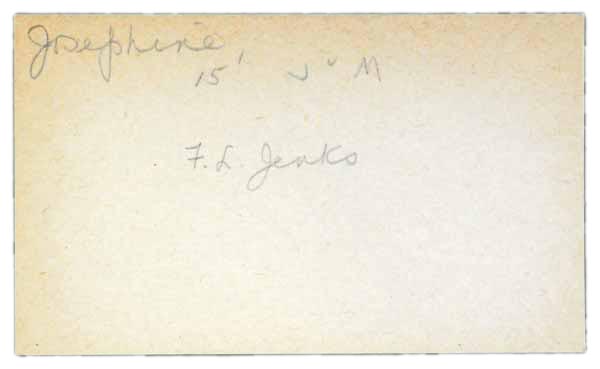 Josephine
15' J " M
F. L. Jenks